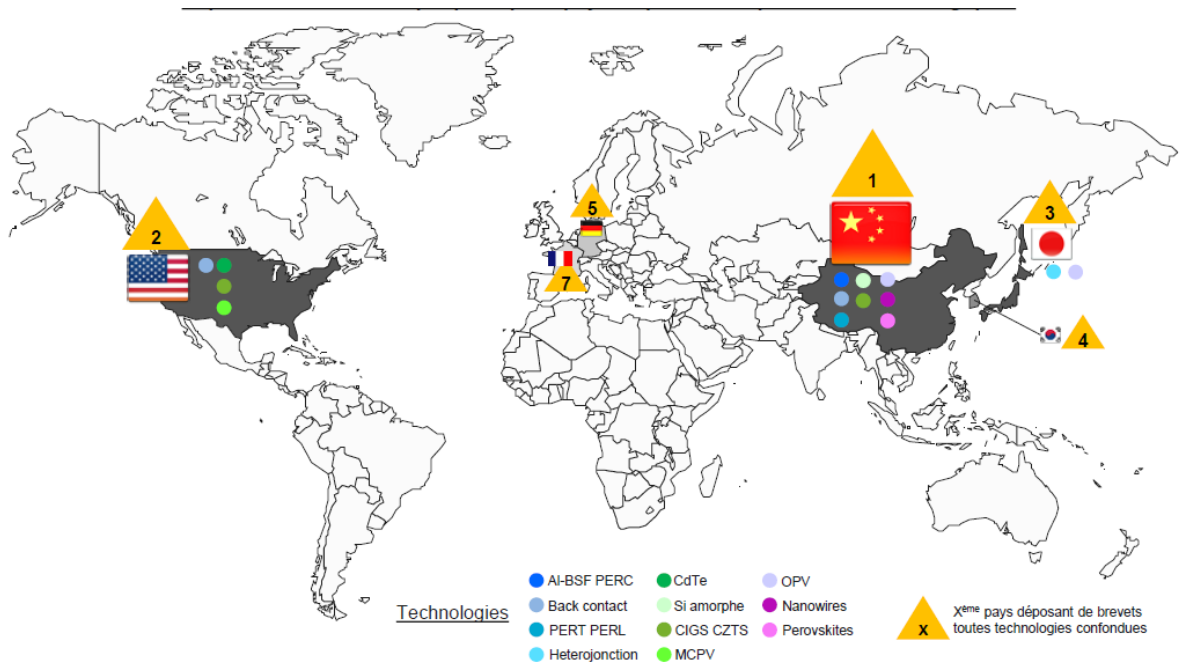 1
5
3
2
7
4
Al-BSF PERC
CdTe
OPV
Back contact
Si amorphe
Nanowires
Technologies
PERT PERL
CIGS CZTS
Perovskites
Heterojonction
MCPV
X
Xème pays déposant de brevets
toutes technologies confondues